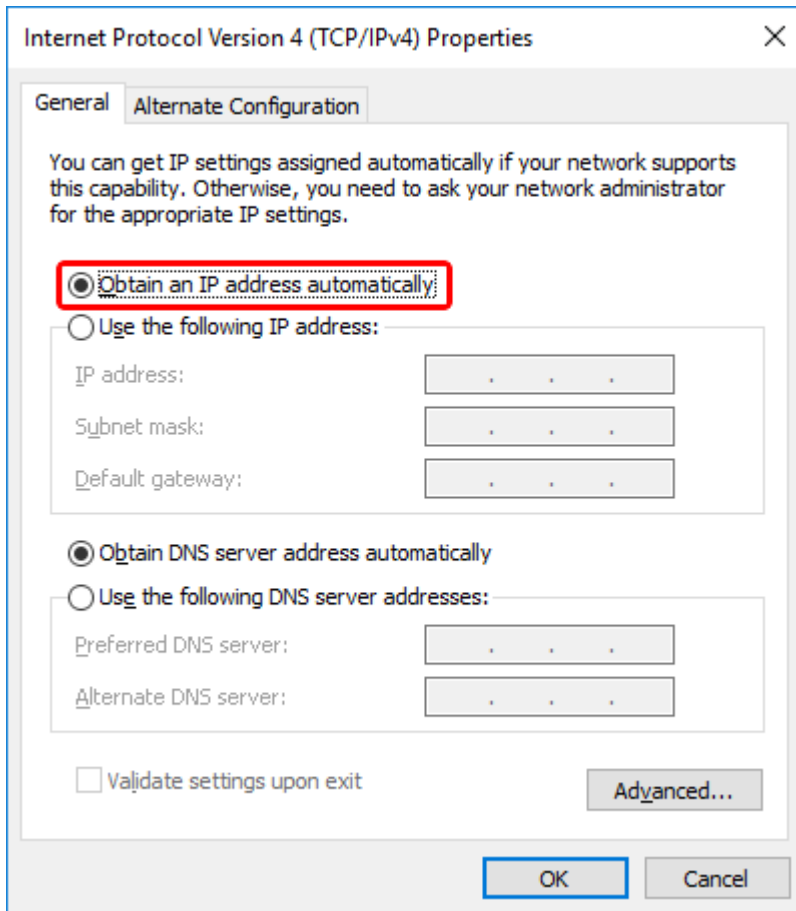 Internet Protocol Version 4 (TCP/IPv4) Properties
General
Alternate Configuration
You can get IP settings assigned automatically if your network supports
this capability. Otherwise, you need to ask your network administrator
for the appropriate IP settings.
Obtain an IP address automatically
Use the following IP address:
IP address:
Subnet mask:
Default gateway:
Obtain DNS server address automatically
Use the following DNS server addresses:
Preferred DNS server:
Alternate DNS server:
Validate settings upon exit
Advanced...
OK
Cancel